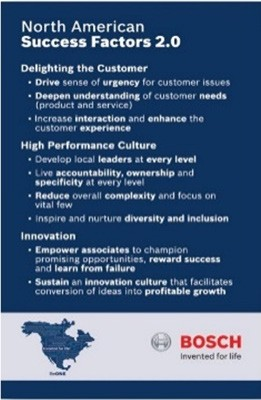 North American
Success Factors 2.0
Delighting the Customer
• Drive sense of urgency for customer issues
• Deepen understanding of customer needs
(product and service)
• Increase interaction and enhance the
customer experience
High Performance Culture
• Develop local leaders at every level
• Live accountability, ownership and
specificity at every level
• Reduce overall complexity and focus on
vital few
• Inspire and nurture diversity and inclusion
Innovation
• Empower associates to champion
promising opportunities, reward success
and learn from failure
• Sustain an innovation culture that facilitates
conversion of ideas into profitable growth
BOSCH
Invented for life